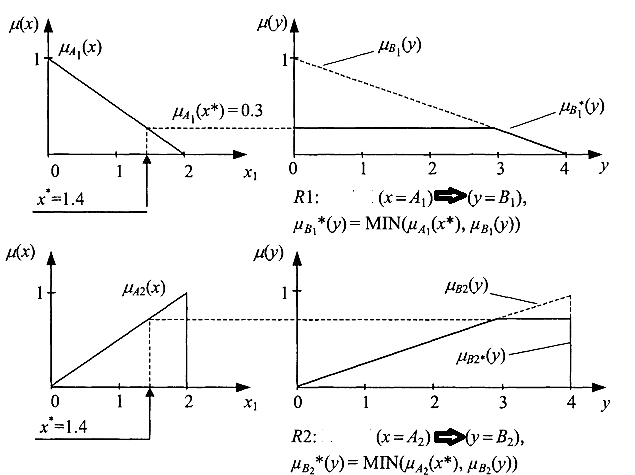 μ(x)
μ(y)
1
μA₁(x)
1
μB₁(y)
μA₁(x*) = 0.3
μB₁*(y)
0 1 2 x₁
0 1 2 3 4 y
x*=1.4
R1: (x = A₁) ⇒ (y = B₁),
μB₁*(y) = MIN(μA₁(x*), μB₁(y))
μ(x)
μ(y)
1
μA2(x)
1
μB2(y)
μB2*(y)
0 1 2 x₁
0 1 2 3 4 y
x*=1.4
R2: (x = A₂) ⇒ (y = B₂),
μB₂*(y) = MIN(μA₂(x*), μB₂(y))